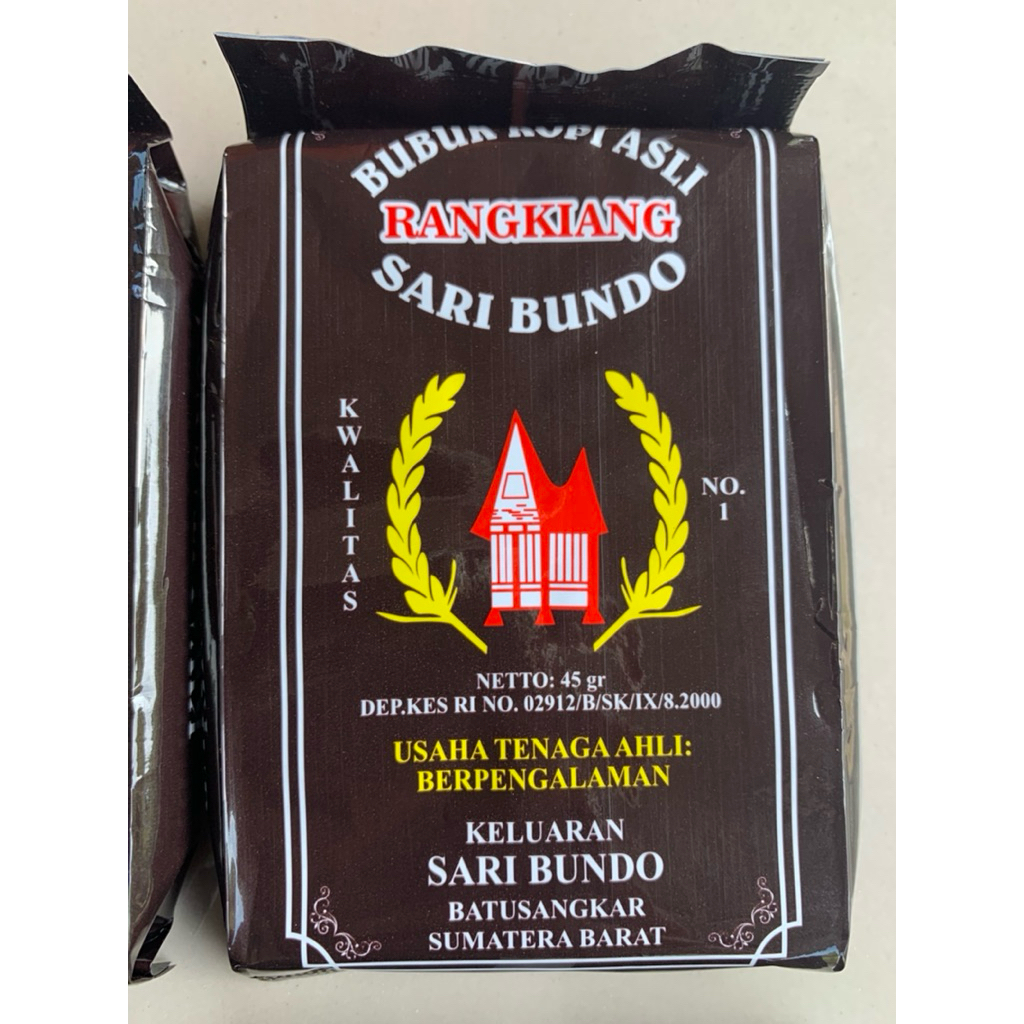 BUBUK KOPI ASLI
RANGKIANG
SARI BUNDO
KWALITAS
NO.
1
NETTO: 45 gr
DEP.KES RI NO. 02912/B/SK/IX/8.2000
USAHA TENAGA AHLI:
BERPENGALAMAN
KELUARAN
SARI BUNDO
BATUSANGKAR
SUMATERA BARAT